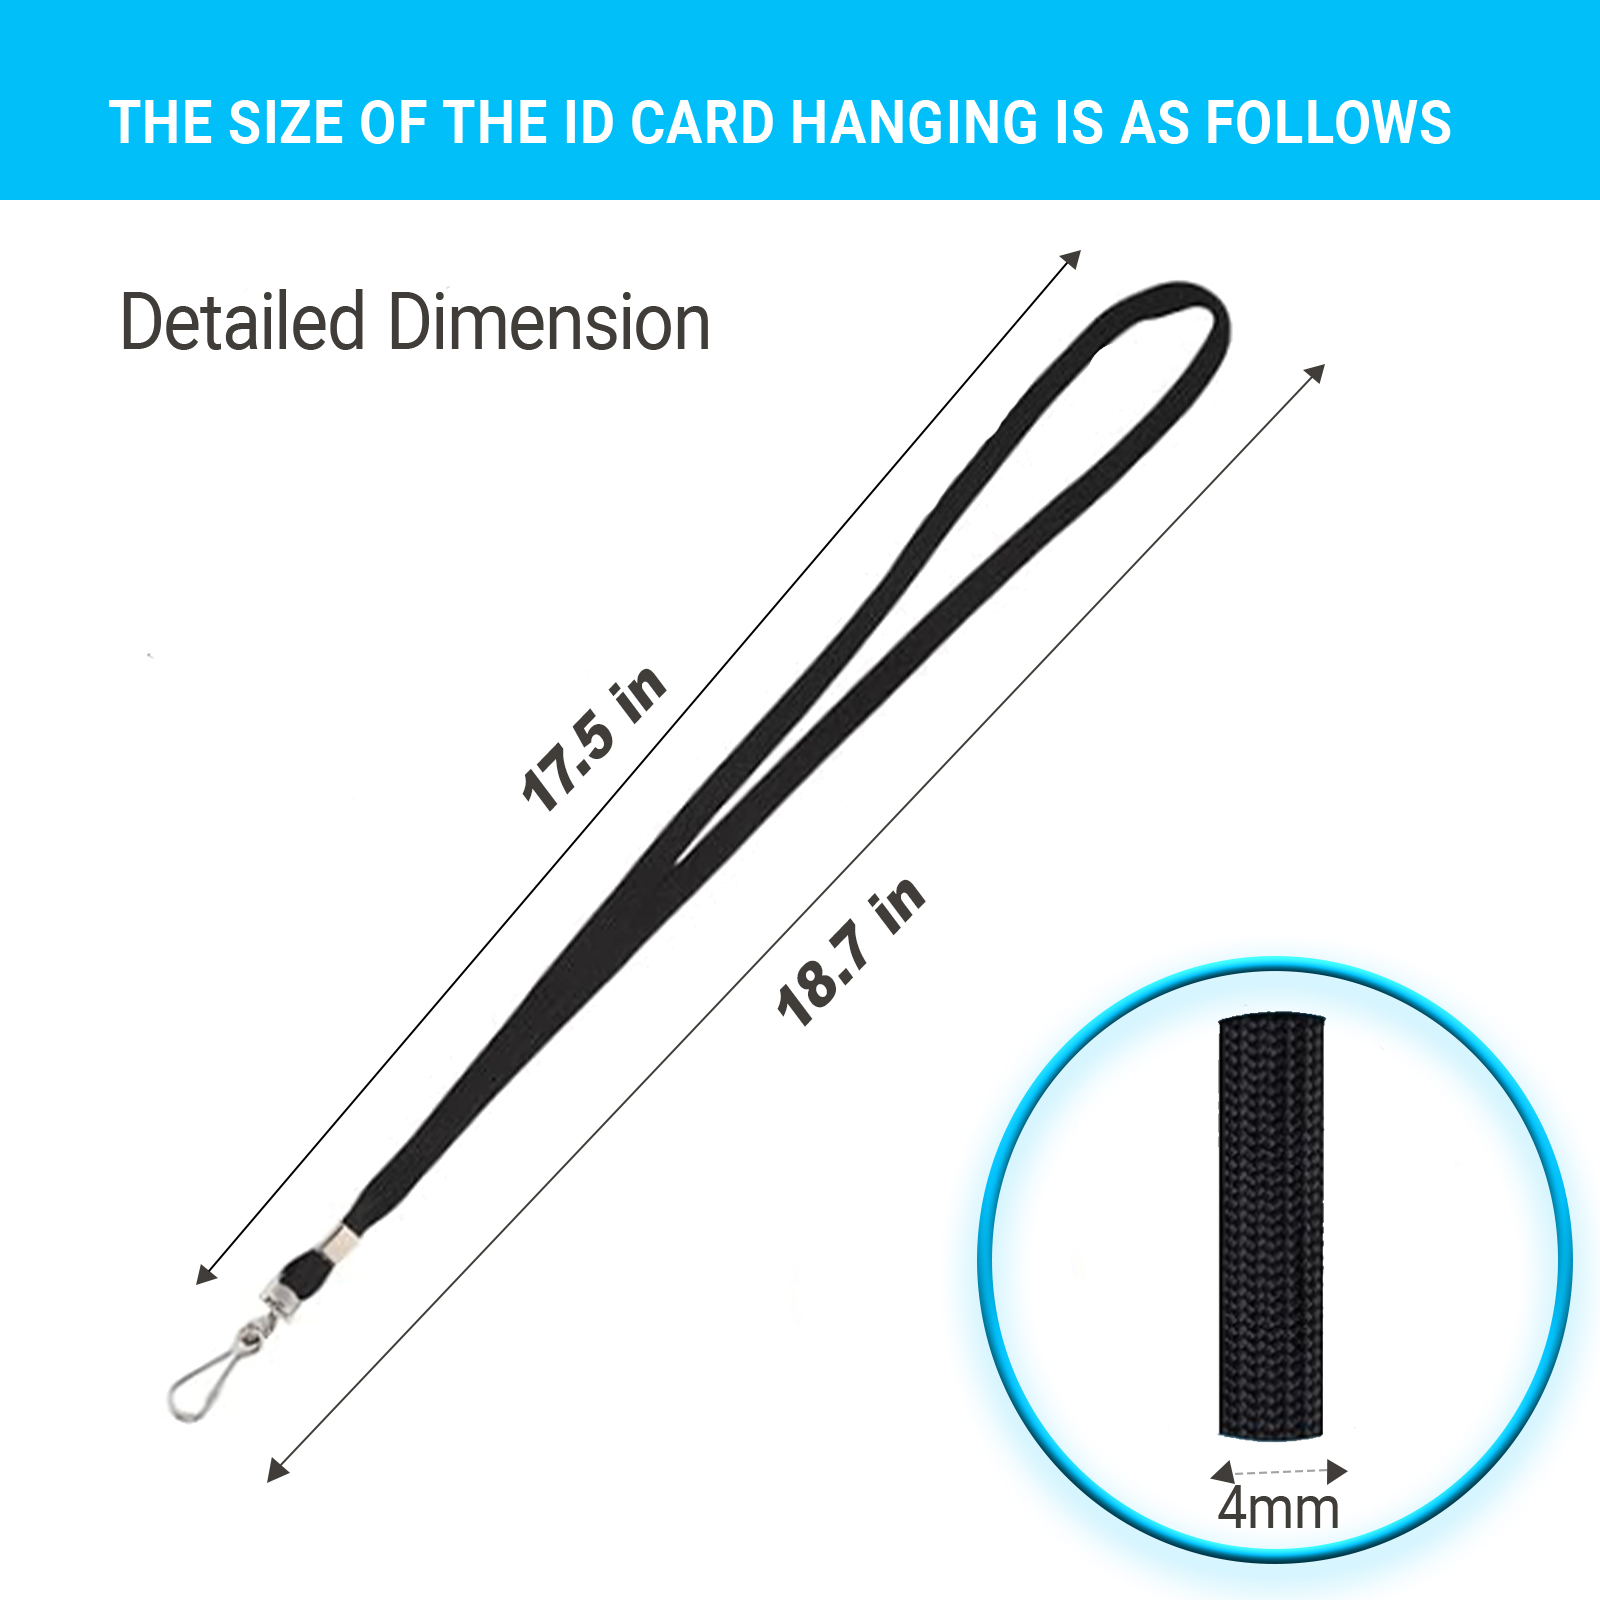 THE SIZE OF THE ID CARD HANGING IS AS FOLLOWS
Detailed Dimension
17.5 in
18.7 in
4mm